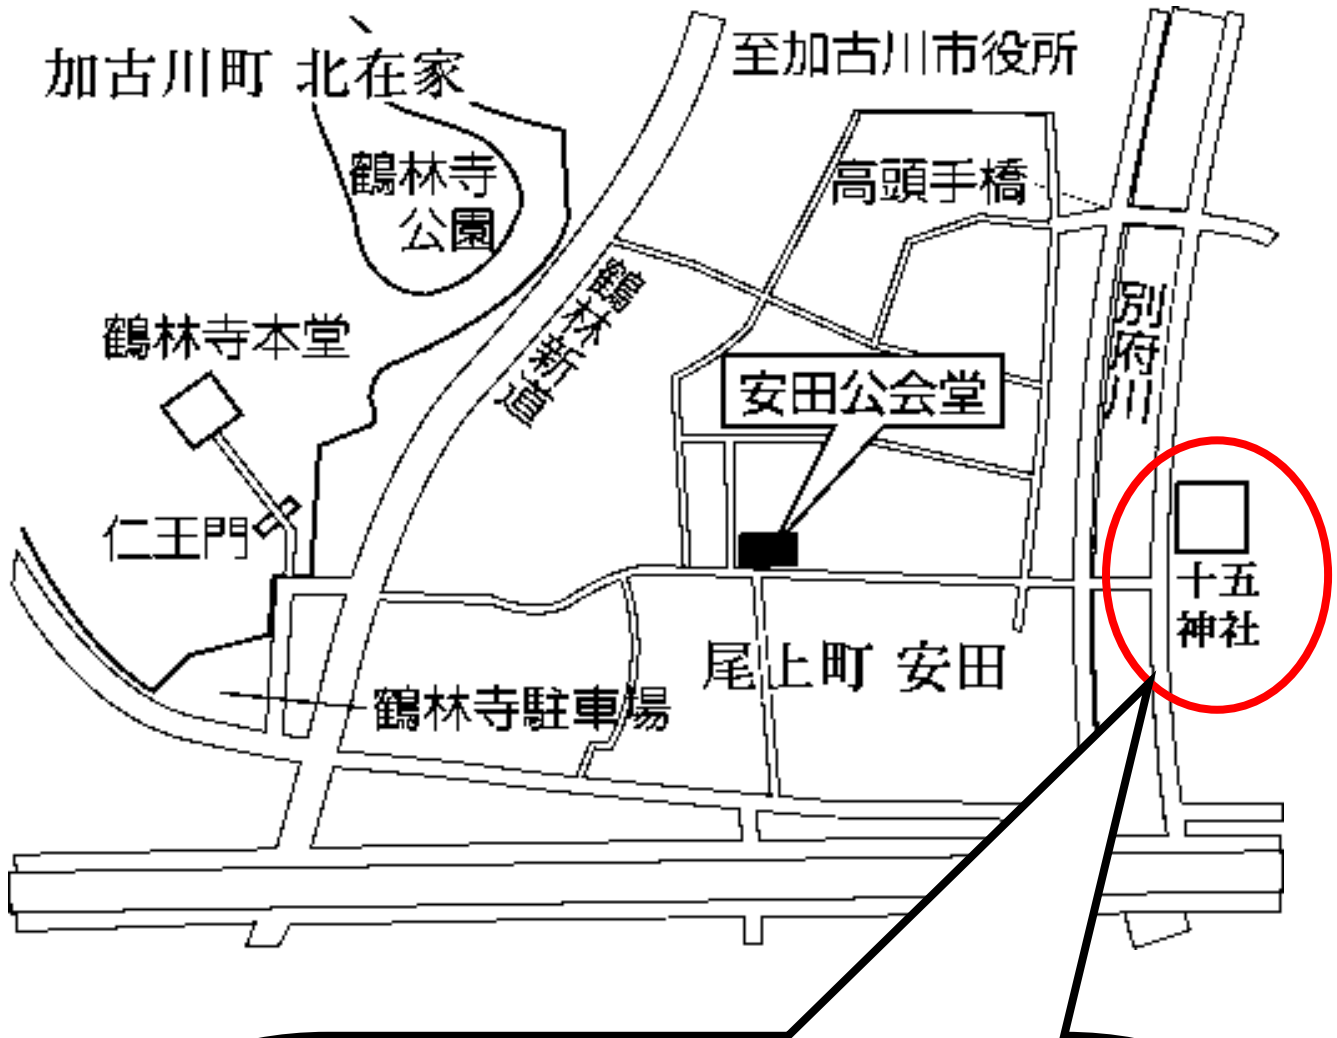 加古川町 北在家
至加古川市役所
鶴林寺
公園
高頭手橋
鶴林新道
別府川
鶴林寺本堂
安田公会堂
仁王門
十五
神社
尾上町 安田
鶴林寺駐車場